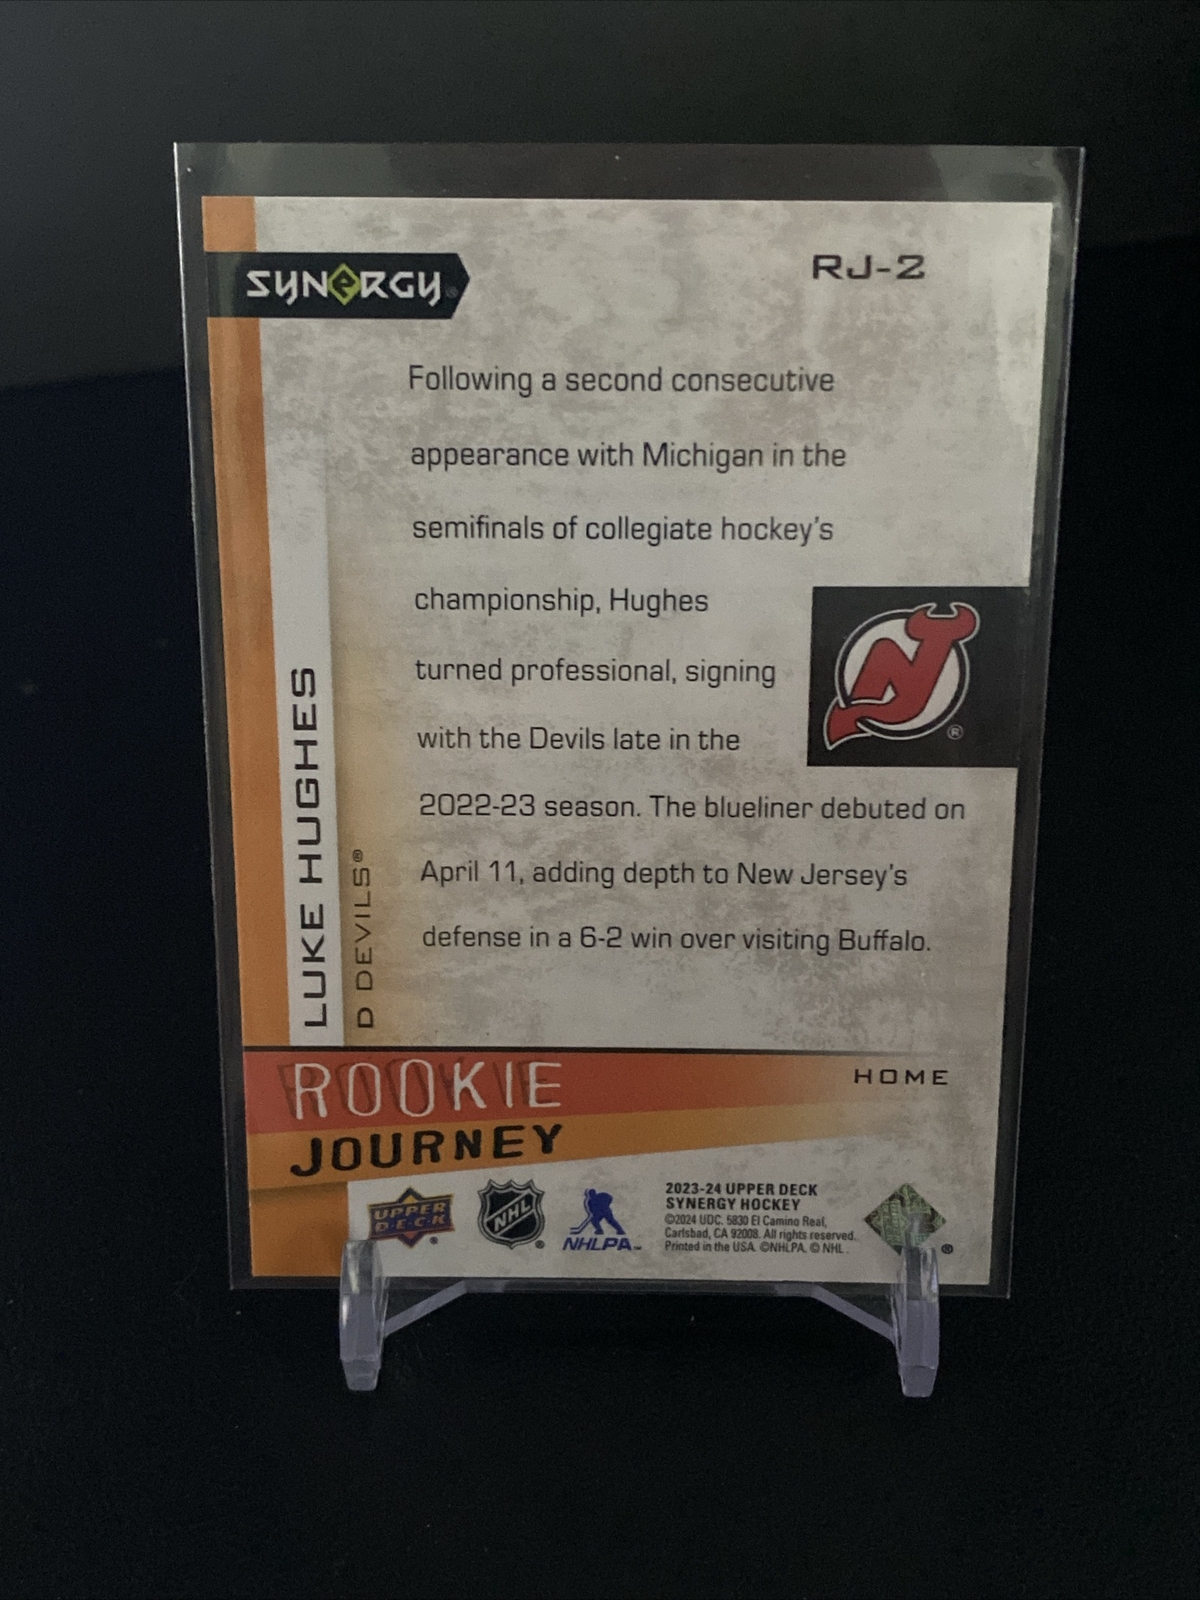 SYNERGY
RJ-2
Following a second consecutive
appearance with Michigan in the
semifinals of collegiate hockey's
championship, Hughes
turned professional, signing
with the Devils late in the
2022-23 season. The blueliner debuted on
April 11, adding depth to New Jersey's
defense in a 6-2 win over visiting Buffalo.
NJ ®
LUKE HUGHES
D DEVILS®
ROOKIE
JOURNEY
HOME
UPPER
DECK ®
NHL ®
NHLPA™
2023-24 UPPER DECK
SYNERGY HOCKEY
©2024 UDC. 5830 El Camino Real,
Carlsbad, CA 92008. All rights reserved.
Printed in the USA. ©NHLPA. © NHL.
®